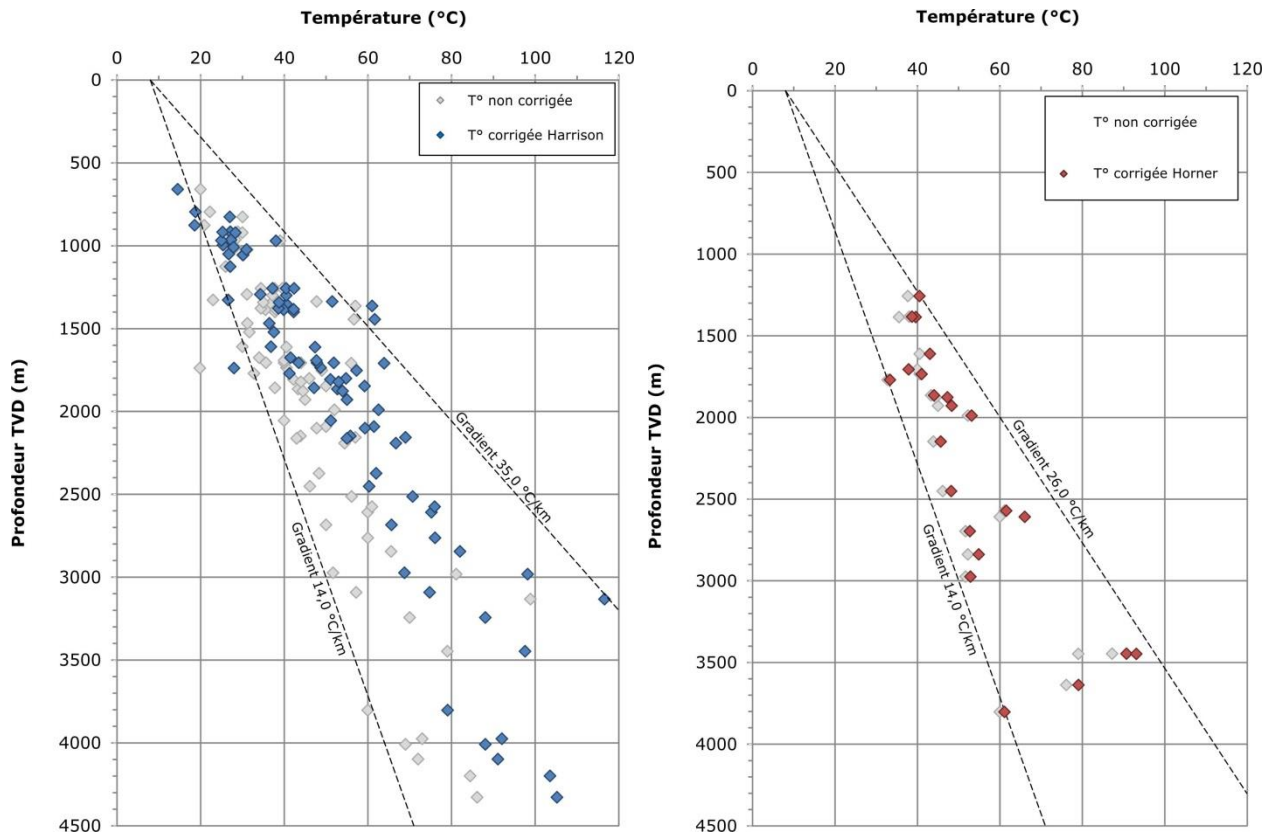 Température (°C)
0 20 40 60 80 100 120
0
500
1000
1500
2000
2500
3000
3500
4000
4500
Profondeur TVD (m)
T° non corrigée
T° corrigée Harrison
Gradient 35,0 °C/km
Gradient 14,0 °C/km
Température (°C)
0 20 40 60 80 100 120
0
500
1000
1500
2000
2500
3000
3500
4000
4500
Profondeur TVD (m)
T° non corrigée
T° corrigée Horner
Gradient 26,0 °C/km
Gradient 14,0 °C/km